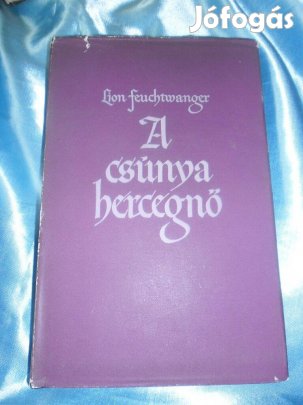 Jófogás
Lion Feuchtwanger
A
csúnya
hercegnő